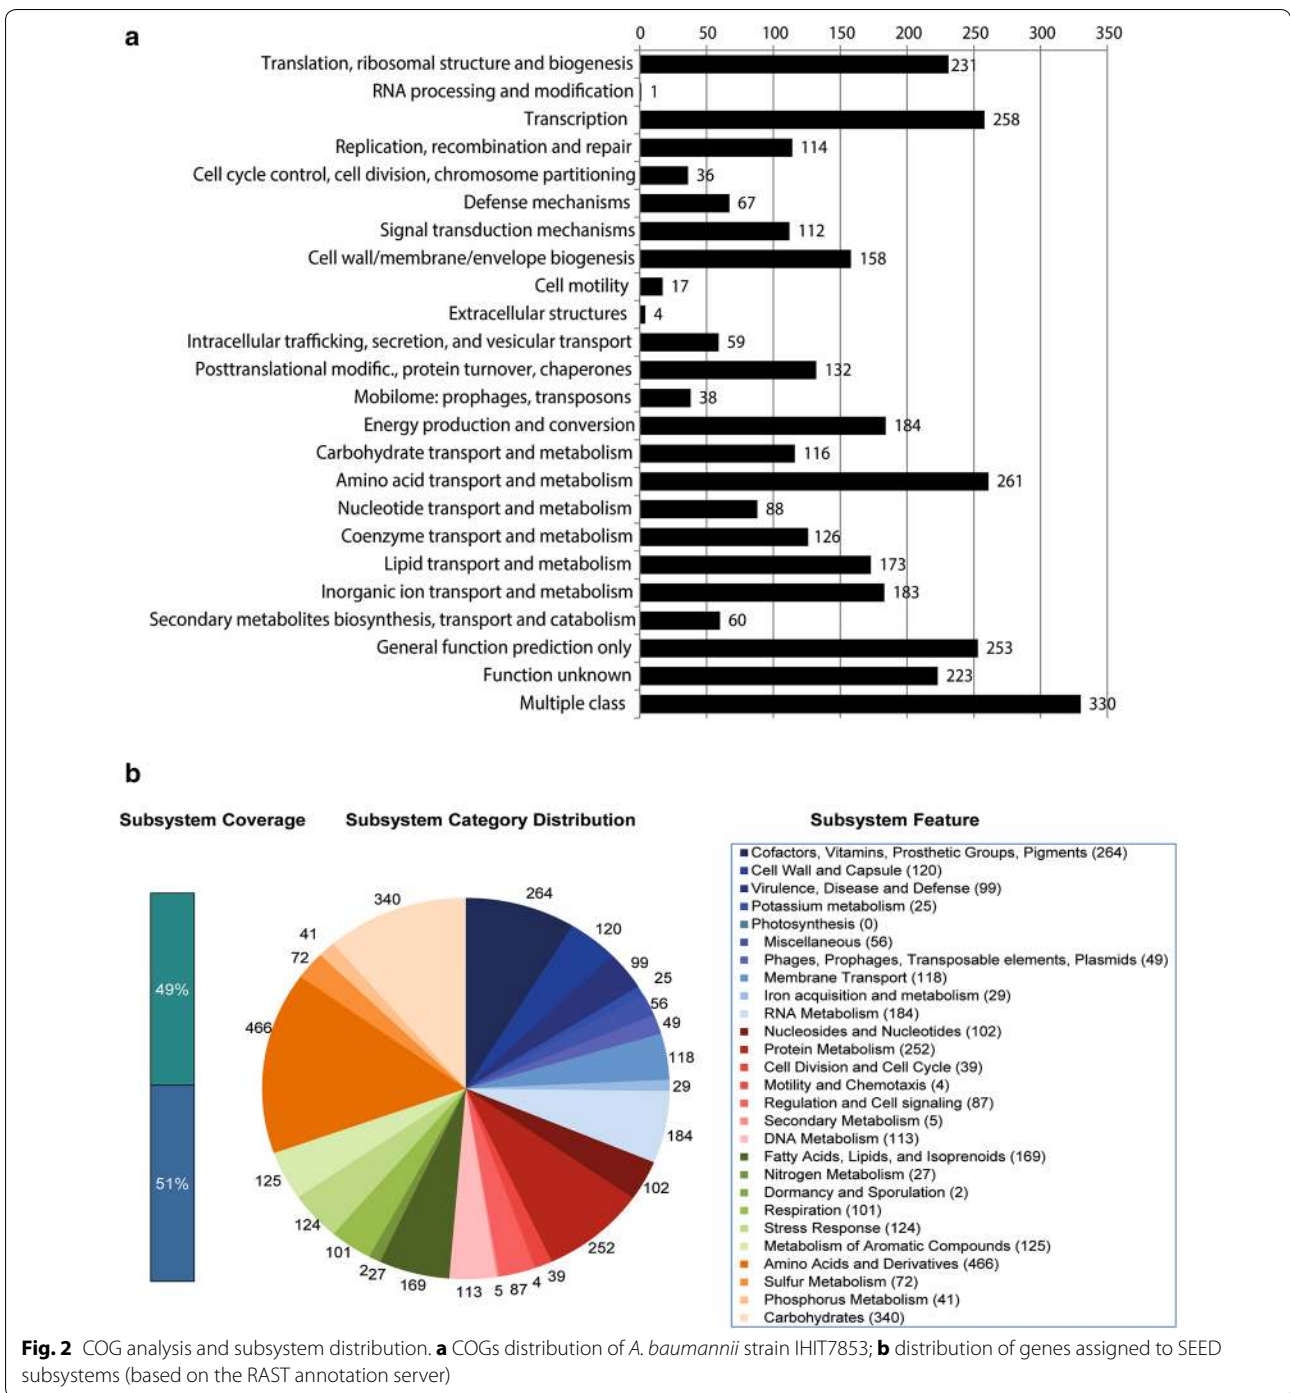 a
0 50 100 150 200 250 300 350
Translation, ribosomal structure and biogenesis 231
RNA processing and modification 1
Transcription 258
Replication, recombination and repair 114
Cell cycle control, cell division, chromosome partitioning 36
Defense mechanisms 67
Signal transduction mechanisms 112
Cell wall/membrane/envelope biogenesis 158
Cell motility 17
Extracellular structures 4
Intracellular trafficking, secretion, and vesicular transport 59
Posttranslational modific., protein turnover, chaperones 132
Mobilome: prophages, transposons 38
Energy production and conversion 184
Carbohydrate transport and metabolism 116
Amino acid transport and metabolism 261
Nucleotide transport and metabolism 88
Coenzyme transport and metabolism 126
Lipid transport and metabolism 173
Inorganic ion transport and metabolism 183
Secondary metabolites biosynthesis, transport and catabolism 60
General function prediction only 253
Function unknown 223
Multiple class 330
b
Subsystem Coverage
49%
51%
Subsystem Category Distribution
264
120
99
25
56
49
118
29
184
102
252
39
4
87
5
113
169
27
2
101
124
125
466
72
41
340
Subsystem Feature
Cofactors, Vitamins, Prosthetic Groups, Pigments (264)
Cell Wall and Capsule (120)
Virulence, Disease and Defense (99)
Potassium metabolism (25)
Photosynthesis (0)
Miscellaneous (56)
Phages, Prophages, Transposable elements, Plasmids (49)
Membrane Transport (118)
Iron acquisition and metabolism (29)
RNA Metabolism (184)
Nucleosides and Nucleotides (102)
Protein Metabolism (252)
Cell Division and Cell Cycle (39)
Motility and Chemotaxis (4)
Regulation and Cell signaling (87)
Secondary Metabolism (5)
DNA Metabolism (113)
Fatty Acids, Lipids, and Isoprenoids (169)
Nitrogen Metabolism (27)
Dormancy and Sporulation (2)
Respiration (101)
Stress Response (124)
Metabolism of Aromatic Compounds (125)
Amino Acids and Derivatives (466)
Sulfur Metabolism (72)
Phosphorus Metabolism (41)
Carbohydrates (340)
Fig. 2 COG analysis and subsystem distribution. a COGs distribution of A. baumannii strain IHIT7853; b distribution of genes assigned to SEED
subsystems (based on the RAST annotation server)